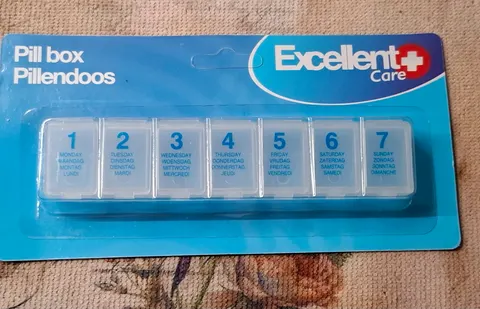 Pill box
Pillendoos
Excellent
Care
1
MONDAY
MAANDAG
MONTAG
LUNDI
2
TUESDAY
DINSDAG
DIENSTAG
MARDI
3
WEDNESDAY
WOENSDAG
MITTWOCH
MERCREDI
4
THURSDAY
DONDERDAG
DONNERSTAG
JEUDI
5
FRIDAY
VRIJDAG
FREITAG
VENDREDI
6
SATURDAY
ZATERDAG
SAMSTAG
SAMEDI
7
SUNDAY
ZONDAG
SONNTAG
DIMANCHE